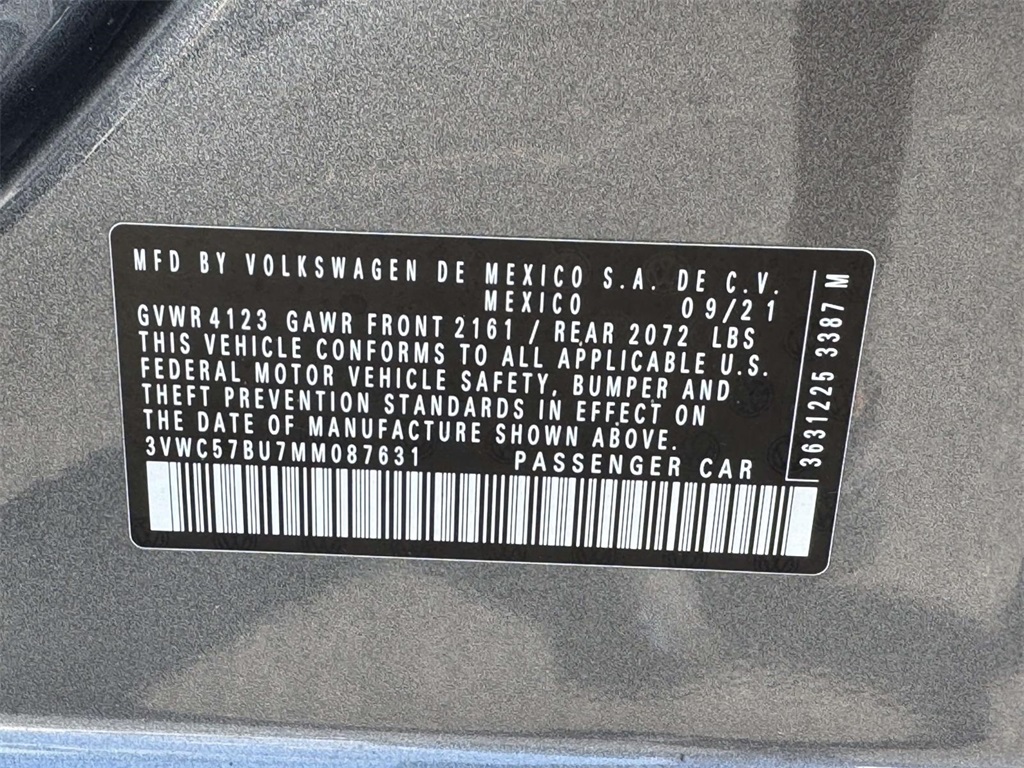 MFD BY VOLKSWAGEN DE MEXICO S.A. DE C.V.
MEXICO 09/21
GVWR 4123 GAWR FRONT 2161 / REAR 2072 LBS
THIS VEHICLE CONFORMS TO ALL APPLICABLE U.S.
FEDERAL MOTOR VEHICLE SAFETY, BUMPER AND
THEFT PREVENTION STANDARDS IN EFFECT ON
THE DATE OF MANUFACTURE SHOWN ABOVE.
3VWC57BU7MM087631 PASSENGER CAR
3631225 3387 M